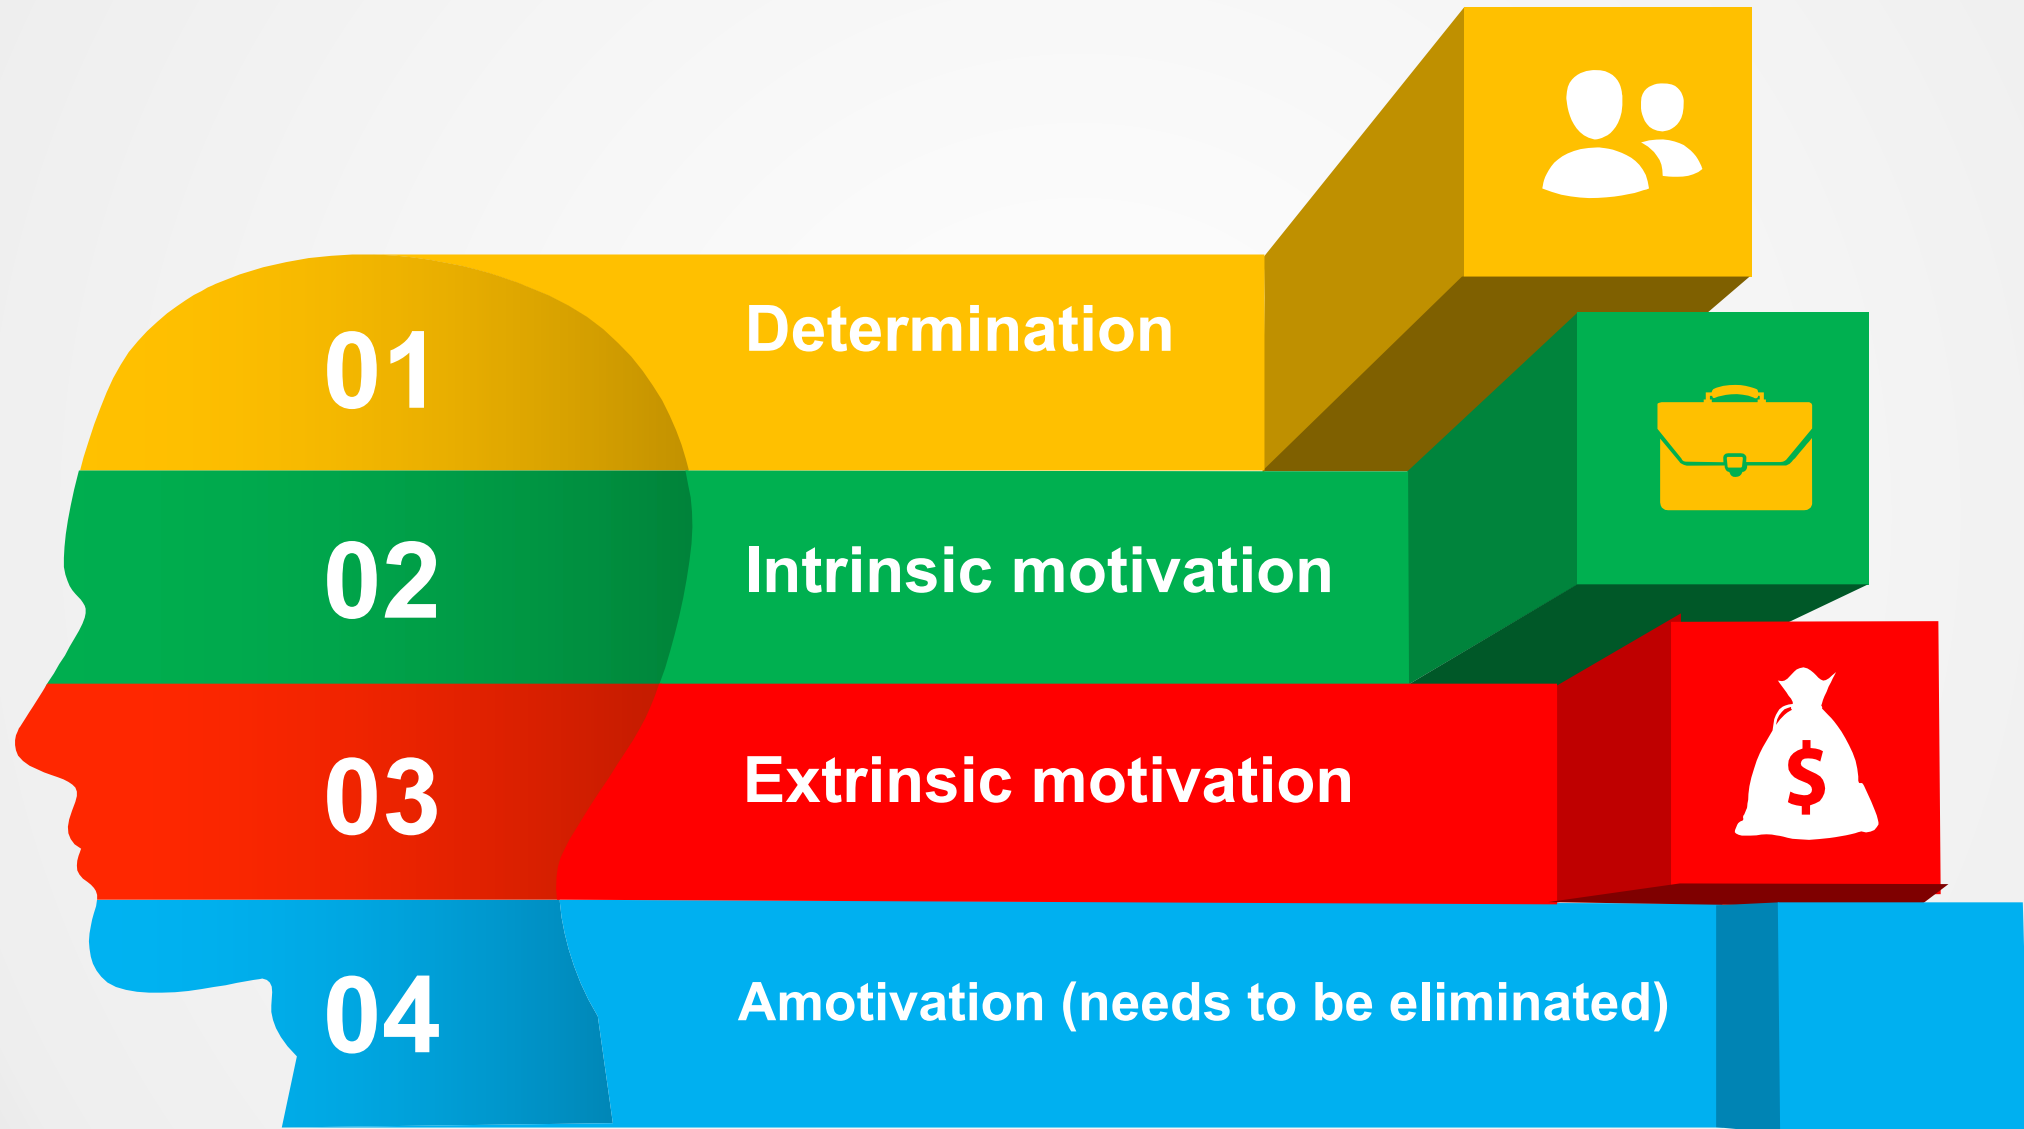 01
Determination
02
Intrinsic motivation
03
Extrinsic motivation
$
04
Amotivation (needs to be eliminated)